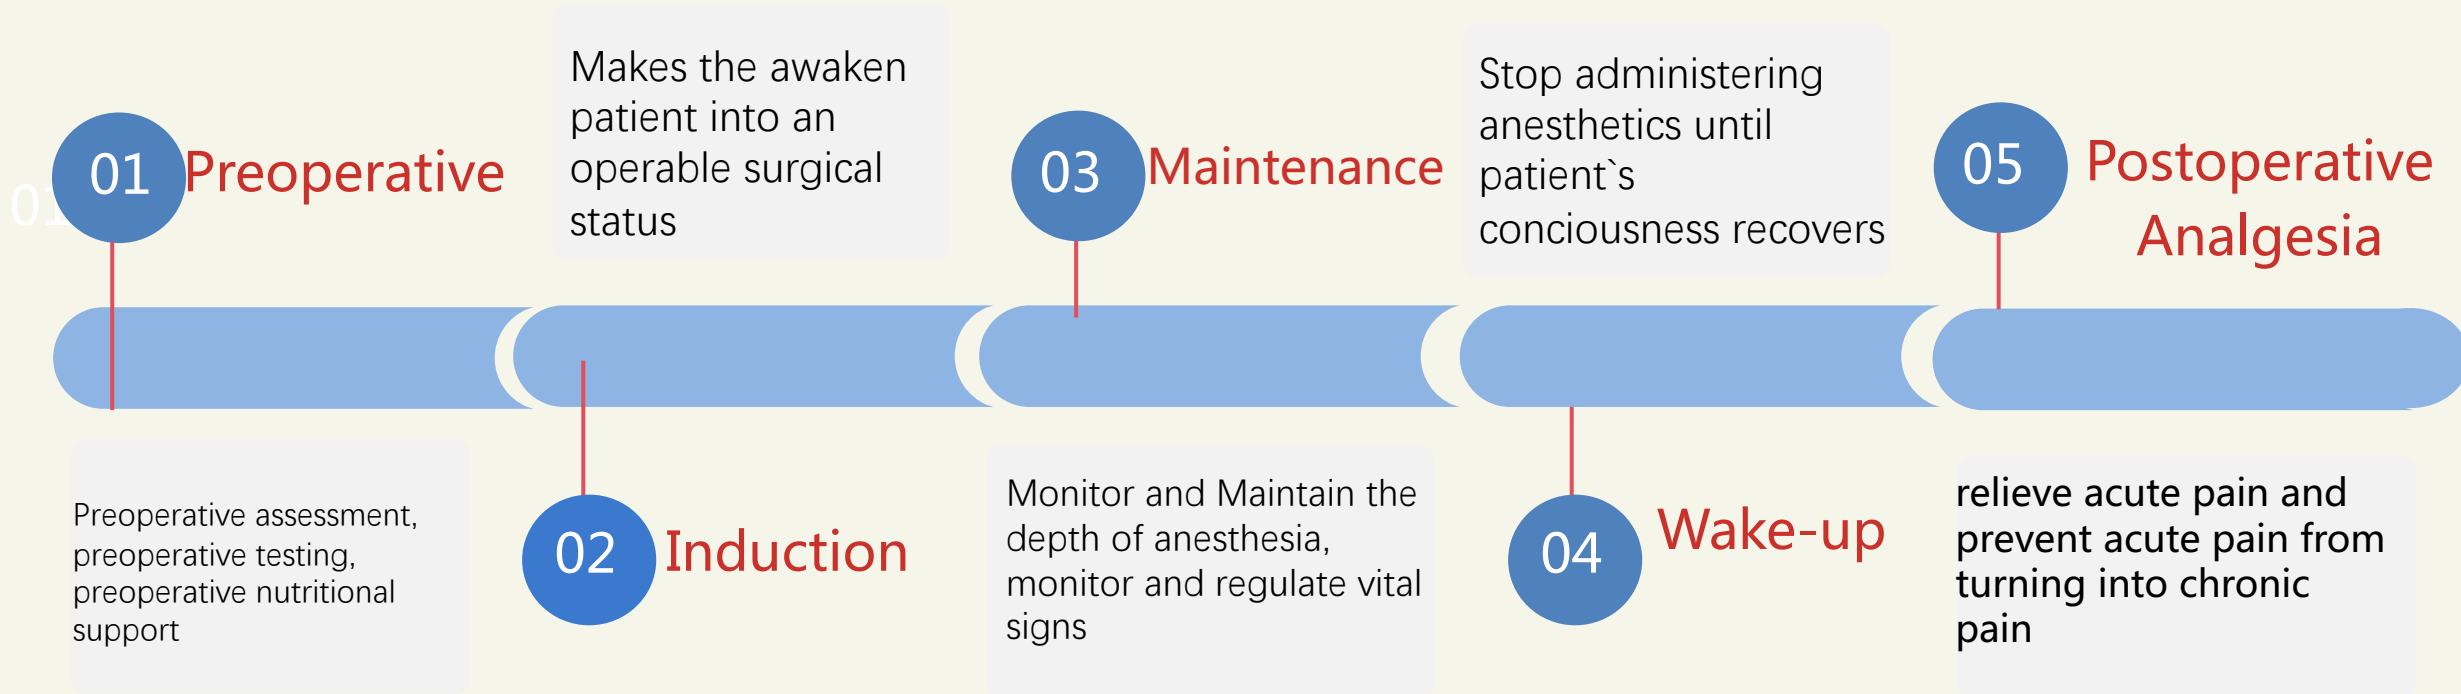 01
01
Preoperative
Preoperative assessment,
preoperative testing,
preoperative nutritional
support
Makes the awaken
patient into an
operable surgical
status
02
Induction
03
Maintenance
Monitor and Maintain the
depth of anesthesia,
monitor and regulate vital
signs
Stop administering
anesthetics until
patient`s
conciousness recovers
04
Wake-up
05
Postoperative
Analgesia
relieve acute pain and
prevent acute pain from
turning into chronic
pain